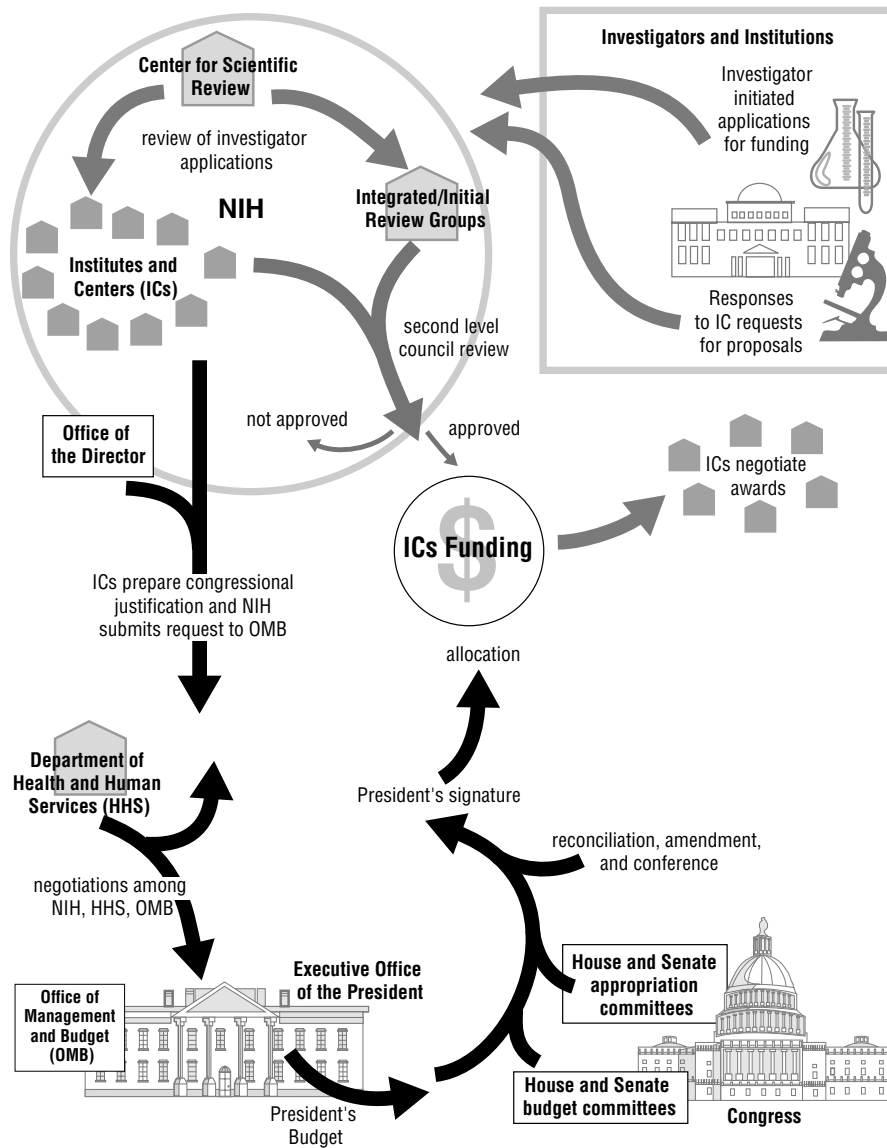 Center for Scientific
Review
review of investigator
applications
NIH
Integrated/Initial
Review Groups
Institutes and
Centers (ICs)
second level
council review
not approved
approved
Office of
the Director
Investigators and Institutions
Investigator
initiated
applications
for funding
Responses
to IC requests
for proposals
ICs negotiate
awards
$
ICs Funding
ICs prepare congressional
justification and NIH
submits request to OMB
allocation
Department of
Health and Human
Services (HHS)
President's signature
reconciliation, amendment,
and conference
negotiations among
NIH, HHS, OMB
Office of
Management
and Budget
(OMB)
Executive Office
of the President
President's
Budget
House and Senate
appropriation
committees
House and Senate
budget committees
Congress